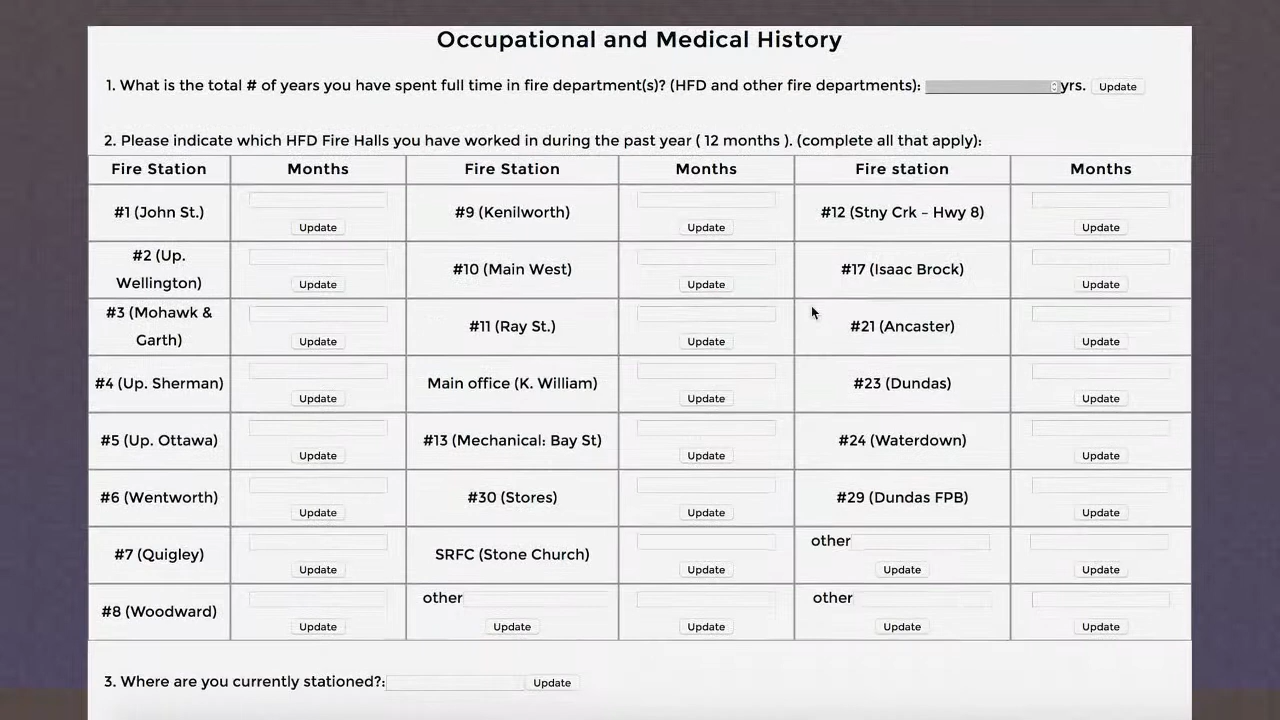 Occupational and Medical History
1. What is the total # of years you have spent full time in fire department(s)? (HFD and other fire departments): yrs. Update
2. Please indicate which HFD Fire Halls you have worked in during the past year ( 12 months ). (complete all that apply):
Fire Station Months Fire Station Months Fire station Months
#1 (John St.) Update #9 (Kenilworth) Update #12 (Stny Crk - Hwy 8) Update
#2 (Up.
Wellington) Update #10 (Main West) Update #17 (Isaac Brock) Update
#3 (Mohawk &
Garth) Update #11 (Ray St.) Update #21 (Ancaster) Update
#4 (Up. Sherman) Update Main office (K. William) Update #23 (Dundas) Update
#5 (Up. Ottawa) Update #13 (Mechanical: Bay St) Update #24 (Waterdown) Update
#6 (Wentworth) Update #30 (Stores) Update #29 (Dundas FPB) Update
#7 (Quigley) Update SRFC (Stone Church) Update other Update Update
#8 (Woodward) Update other Update Update other Update Update
3. Where are you currently stationed?: Update